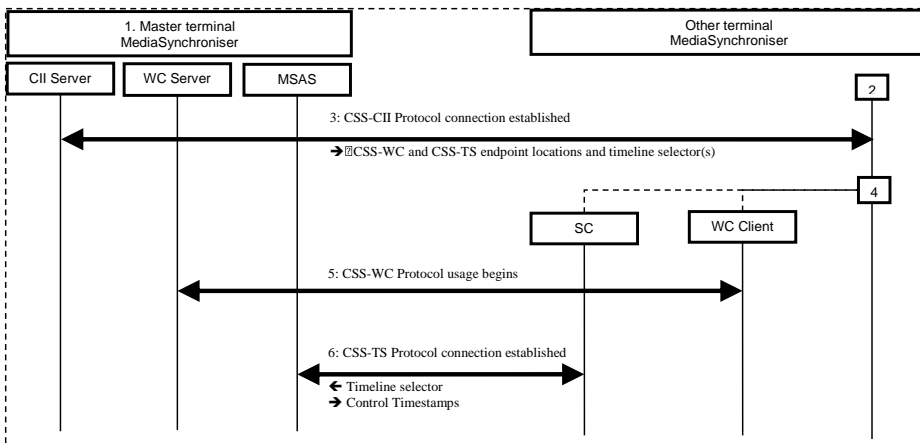 1. Master terminal
MediaSynchroniser
Other terminal
MediaSynchroniser
CII Server
WC Server
MSAS
2
3: CSS-CII Protocol connection established
➔ CSS-WC and CSS-TS endpoint locations and timeline selector(s)
4
SC
WC Client
5: CSS-WC Protocol usage begins
6: CSS-TS Protocol connection established
🡨 Timeline selector
➔ Control Timestamps